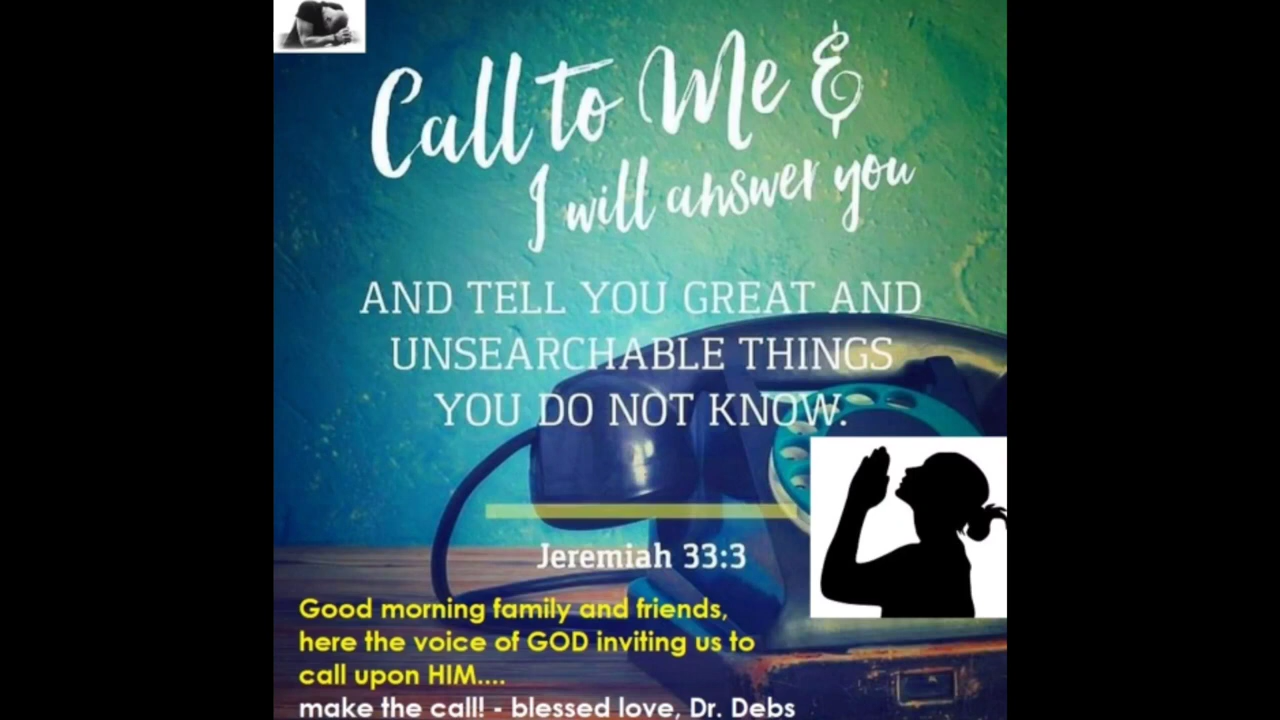 Call to Me &
I will answer you
AND TELL YOU GREAT AND
UNSEARCHABLE THINGS
YOU DO NOT KNOW.
Jeremiah 33:3
Good morning family and friends,
here the voice of GOD inviting us to
call upon HIM....
make the call! - blessed love, Dr. Debs